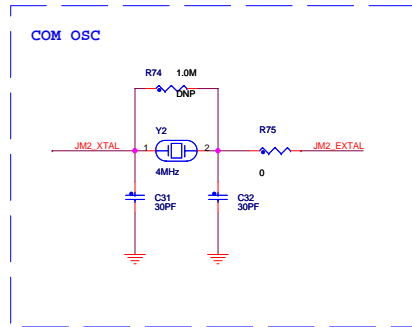 COM OSC
R74 1.0M
DNP
Y2
R75
JM2_XTAL 1 2 JM2_EXTAL
4MHz 0
C31 C32
30PF 30PF